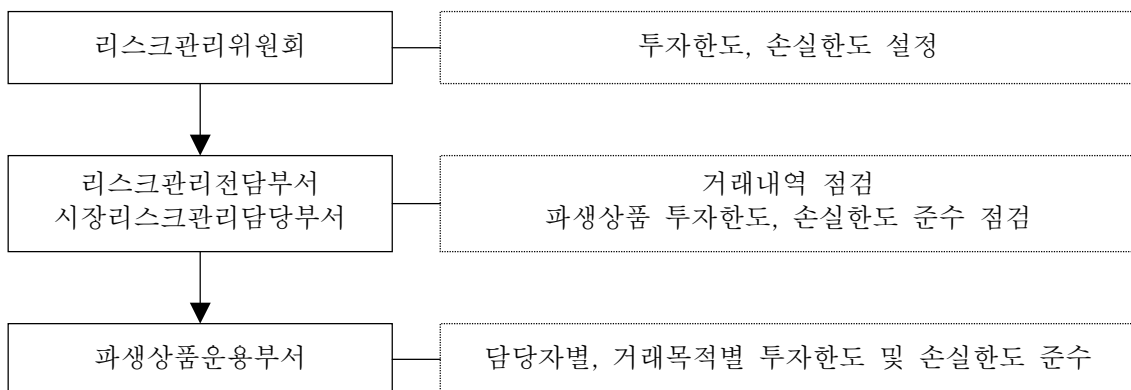 리스크관리위원회
투자한도, 손실한도 설정
리스크관리전담부서
시장리스크관리담당부서
거래내역 점검
파생상품 투자한도, 손실한도 준수 점검
파생상품운용부서
담당자별, 거래목적별 투자한도 및 손실한도 준수